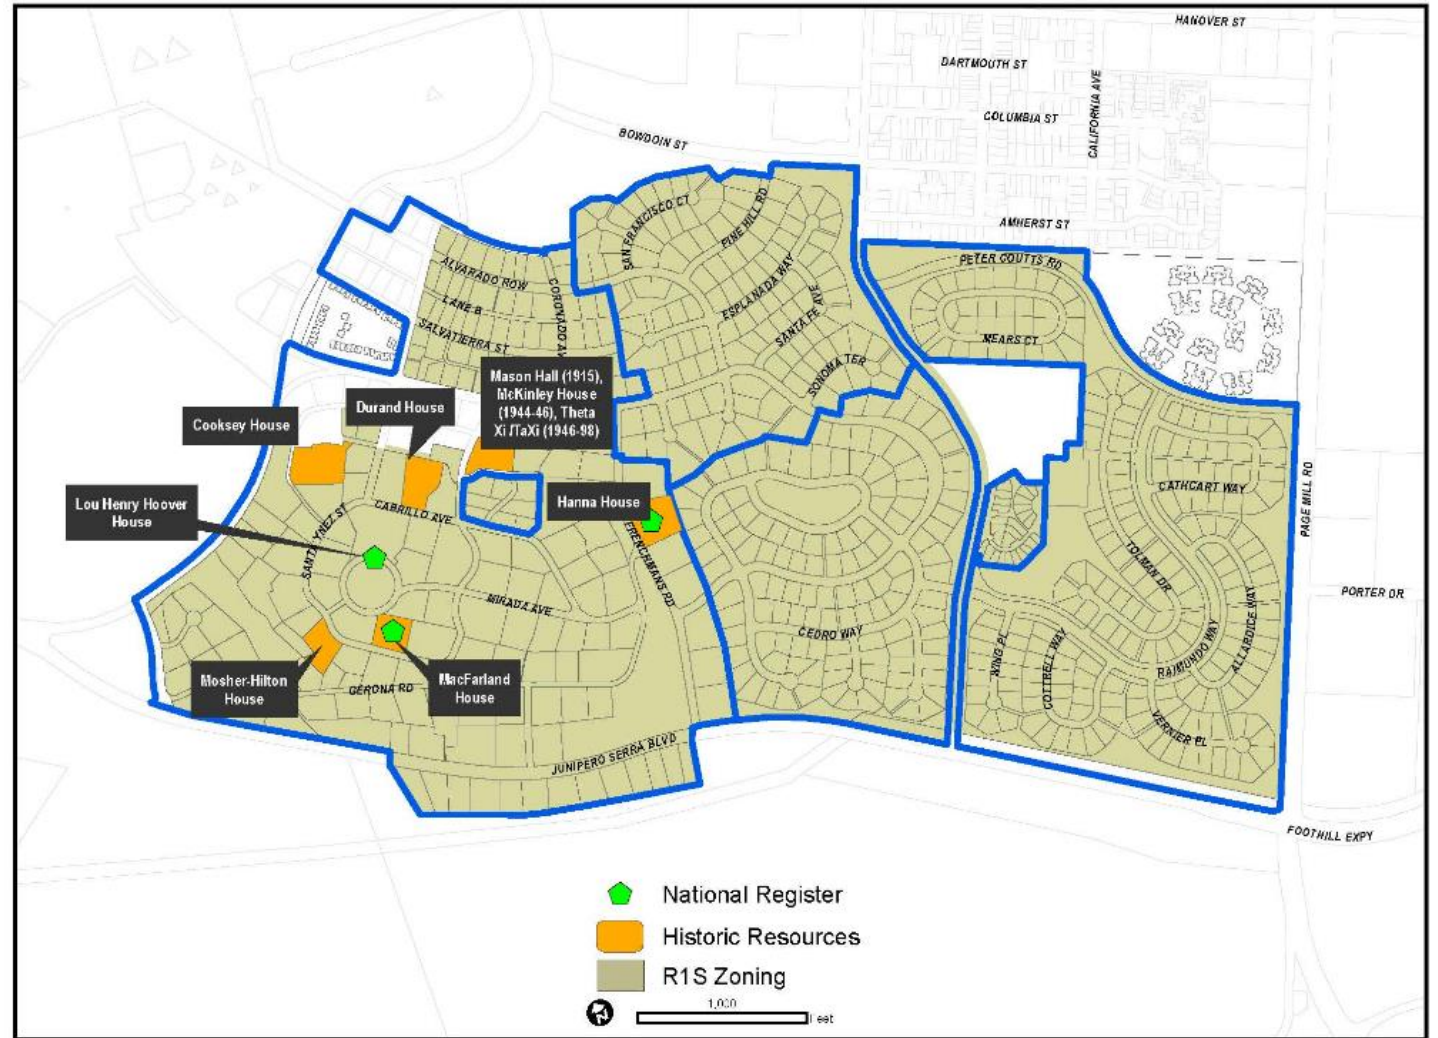 HANOVER ST
DARTMOUTH ST
CALIFORNIA AVE
COLUMBIA ST
BOWDOIN ST
AMHERST ST
SAN FRANCISCO CT
PINE HILL RD
ESPLANADA WAY
SANTA FE AVE
SONOMA TER
PETER COUTTS RD
MEARS CT
ALVARADO ROW
LANE B
SALVATIERRA ST
CORONADO AV
Mason Hall (1915),
McKinley House
(1944-46), Theta
Xi /TaXi (1946-98)
Durand House
Cooksey House
Lou Henry Hoover
House
Hanna House
CABRILLO AVE
SANTA YNEZ ST
FRENCHMANS RD
MIRADA AVE
CATHCART WAY
PAGE MILL RD
TOLMAN DR
PORTER DR
CEDRO WAY
WING PL
COTTRELL WAY
RAIMUNDO WAY
ALLARDICE WAY
VERNIER PL
Mosher-Hilton
House
MacFarland
House
GERONA RD
JUNIPERO SERRA BLVD
FOOTHILL EXPY
National Register
Historic Resources
R1S Zoning
1,000
Feet